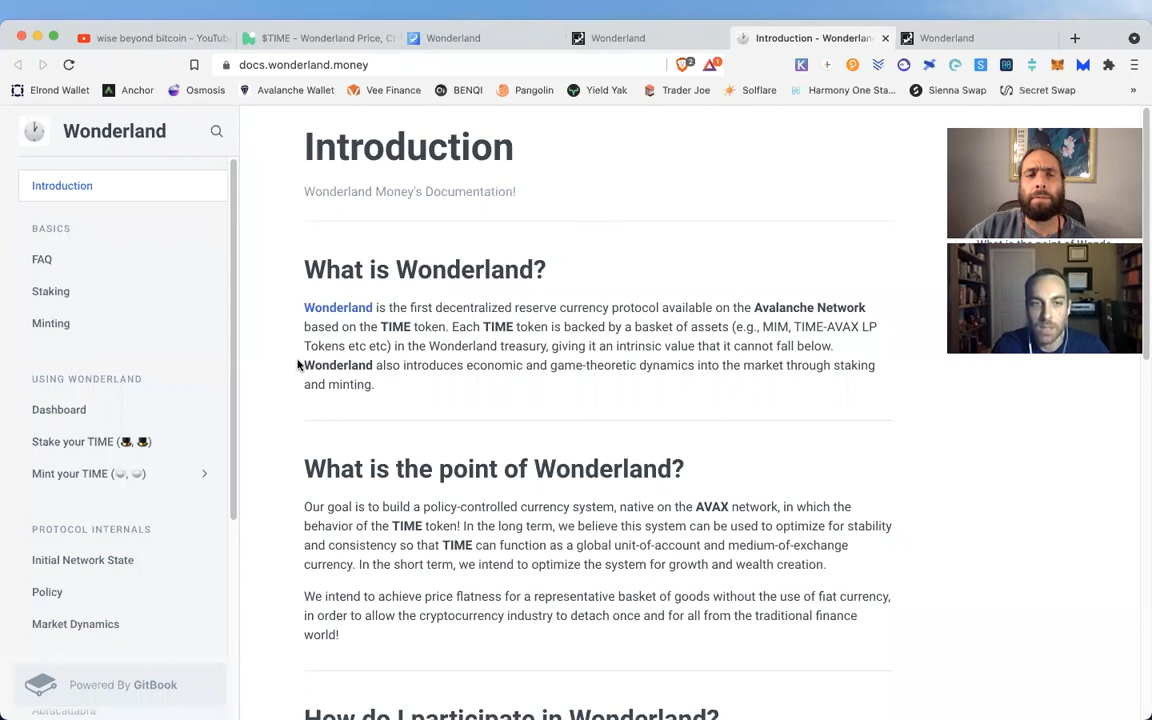 wise beyond bitcoin - YouTub
$TIME - Wonderland Price, C
Wonderland
Wonderland
Introduction - Wonderlan
Wonderland
docs.wonderland.money
2
1
Elrond Wallet
Anchor
Osmosis
Avalanche Wallet
Vee Finance
BENQI
Pangolin
Yield Yak
Trader Joe
Solflare
Harmony One Sta...
Sienna Swap
Secret Swap
»
Wonderland
Introduction
BASICS
FAQ
Staking
Minting
USING WONDERLAND
Dashboard
Stake your TIME (🎩, 🎩)
Mint your TIME (🪙, 🪙)
PROTOCOL INTERNALS
Initial Network State
Policy
Market Dynamics
Powered By GitBook
Abracadabra
Introduction
Wonderland Money's Documentation!
What is Wonderland?
Wonderland is the first decentralized reserve currency protocol available on the Avalanche Network
based on the TIME token. Each TIME token is backed by a basket of assets (e.g., MIM, TIME-AVAX LP
Tokens etc etc) in the Wonderland treasury, giving it an intrinsic value that it cannot fall below.
Wonderland also introduces economic and game-theoretic dynamics into the market through staking
and minting.
What is the point of Wonderland?
Our goal is to build a policy-controlled currency system, native on the AVAX network, in which the
behavior of the TIME token! In the long term, we believe this system can be used to optimize for stability
and consistency so that TIME can function as a global unit-of-account and medium-of-exchange
currency. In the short term, we intend to optimize the system for growth and wealth creation.
We intend to achieve price flatness for a representative basket of goods without the use of fiat currency,
in order to allow the cryptocurrency industry to detach once and for all from the traditional finance
world!
How do I participate in Wonderland?